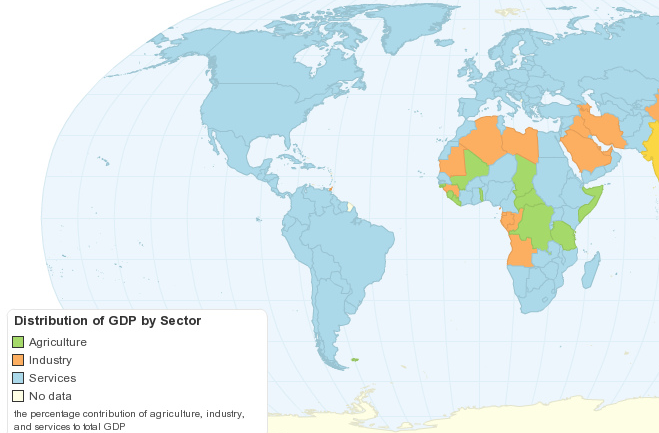 Distribution of GDP by Sector
Agriculture
Industry
Services
No data
the percentage contribution of agriculture, industry,
and services to total GDP